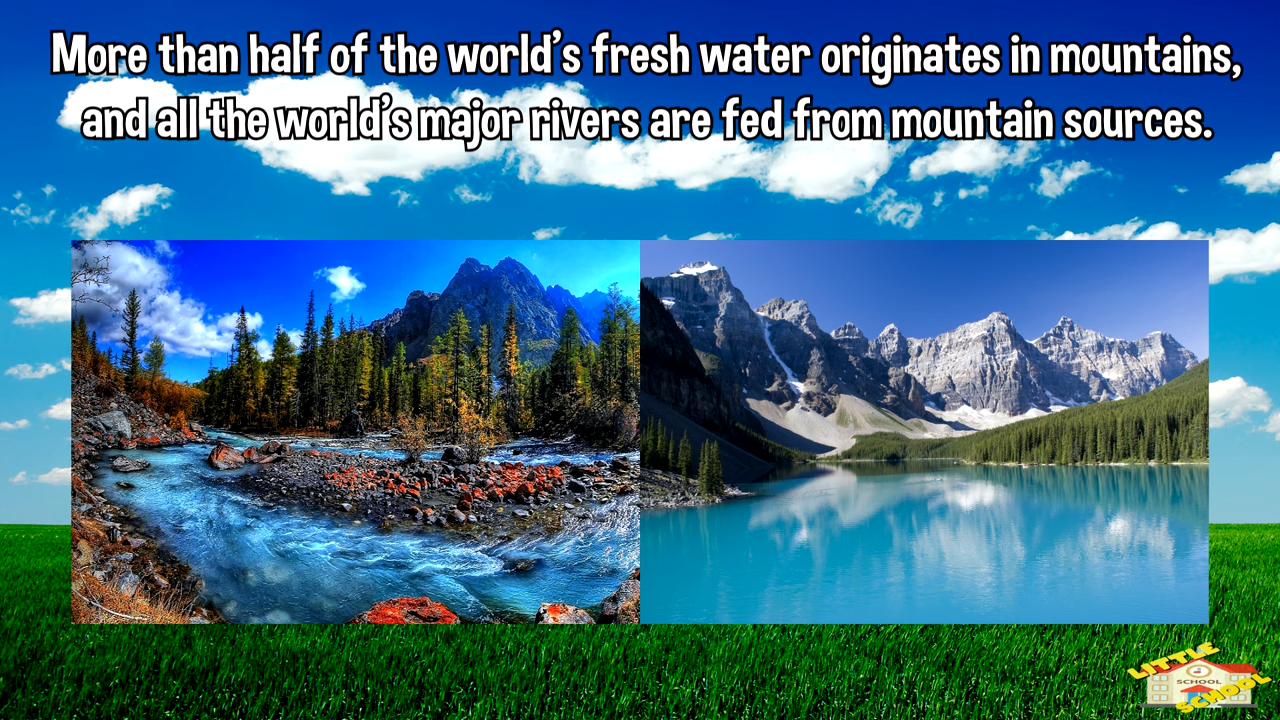 More than half of the world's fresh water originates in mountains,
and all the world's major rivers are fed from mountain sources.
LITTLE
SCHOOL
SCHOOL